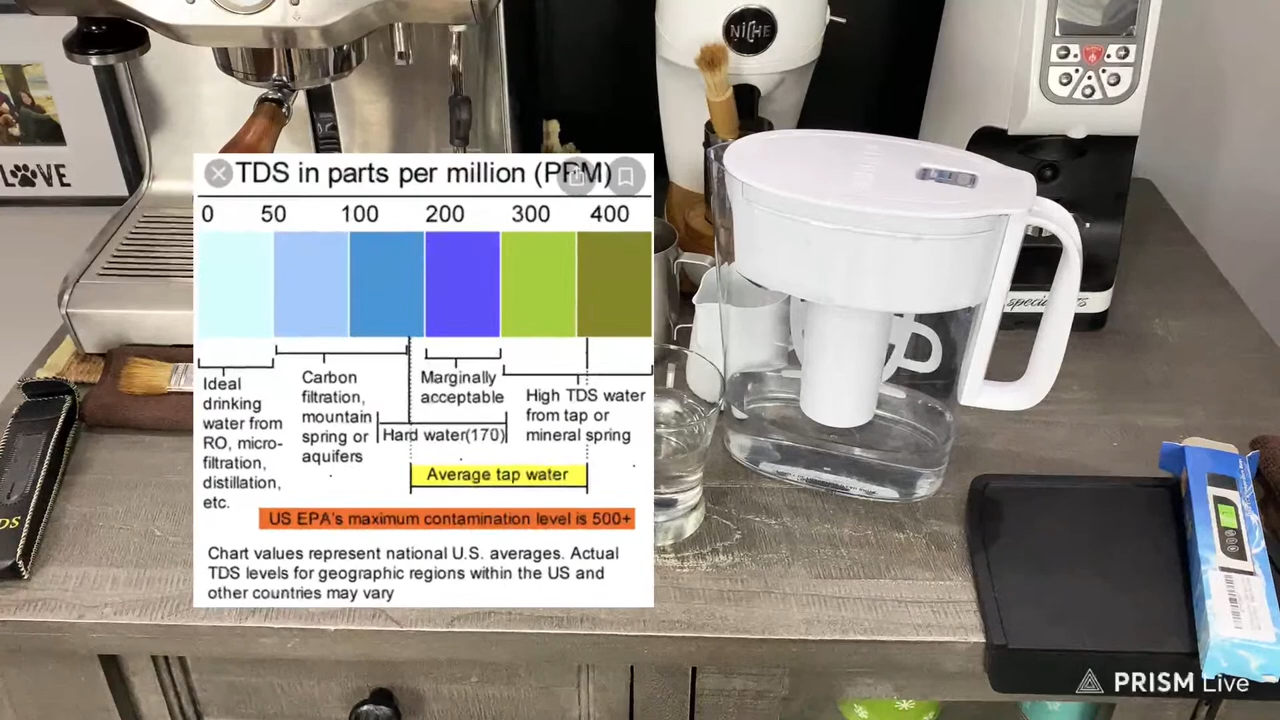 NiCHE
LOVE
TDS in parts per million (PPM)
0 50 100 200 300 400
Ideal
drinking
water from
RO, micro-
filtration,
distillation,
etc.
Carbon
filtration,
mountain
spring or
aquifers
Marginally
acceptable
High TDS water
from tap or
mineral spring
Hard water(170)
Average tap water
US EPA's maximum contamination level is 500+
Chart values represent national U.S. averages. Actual
TDS levels for geographic regions within the US and
other countries may vary
DS
PRISM Live